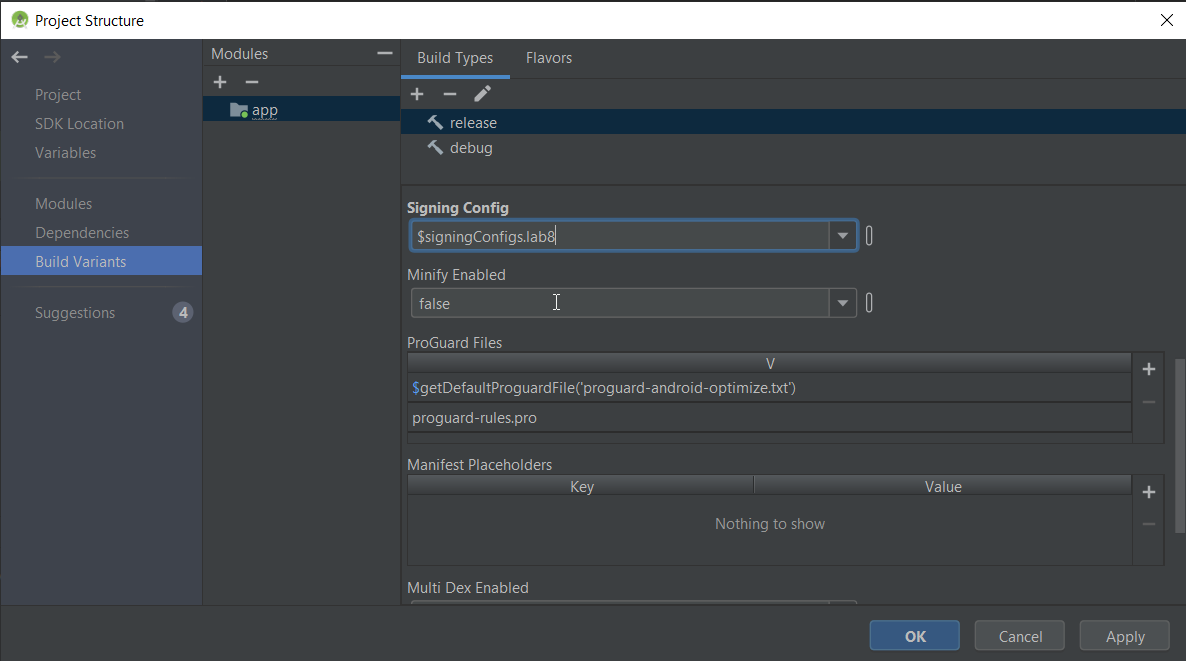 Project Structure
Modules
Project
SDK Location
Variables
Modules
Dependencies
Build Variants
Suggestions 4
app
Build Types Flavors
release
debug
Signing Config
$signingConfigs.lab8
Minify Enabled
false
ProGuard Files
V
$getDefaultProguardFile('proguard-android-optimize.txt')
proguard-rules.pro
Manifest Placeholders
Key Value
Nothing to show
Multi Dex Enabled
OK Cancel Apply